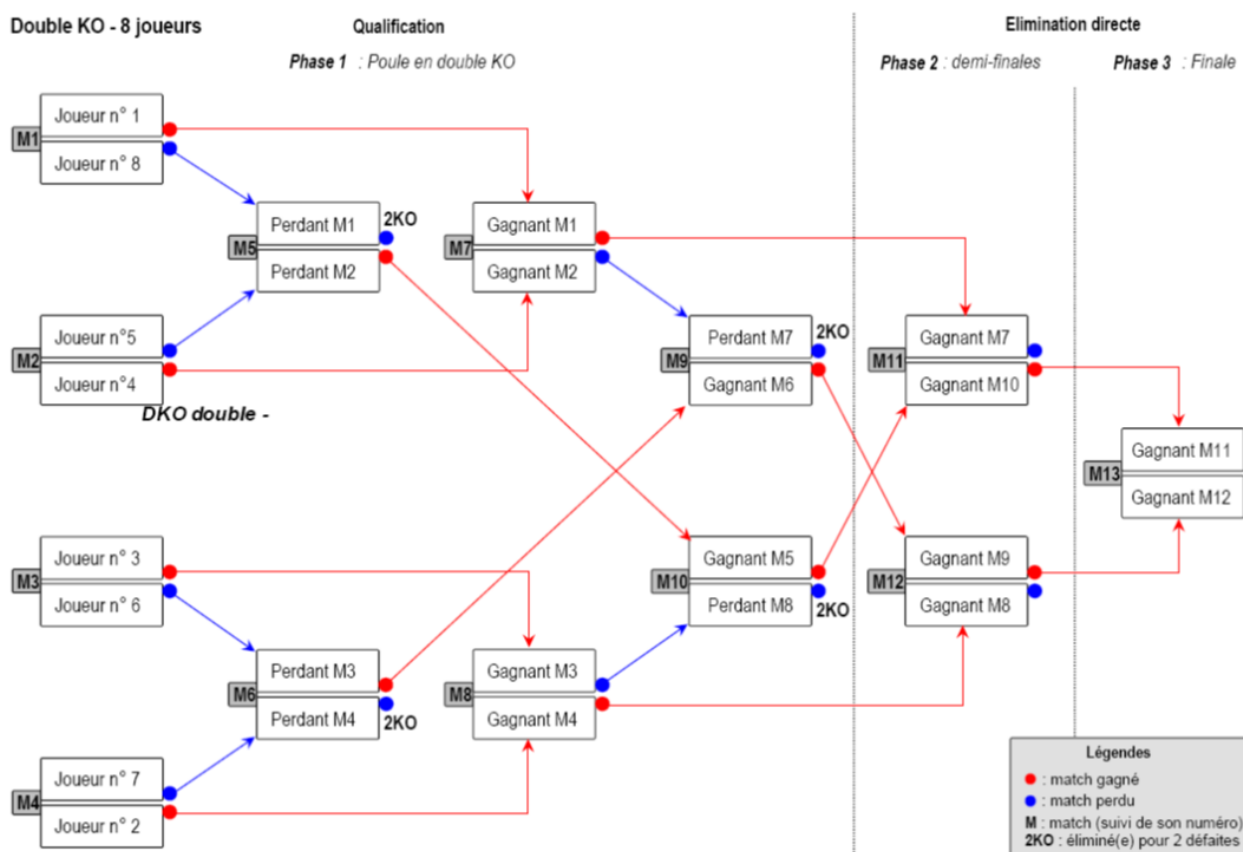 Double KO - 8 joueurs
Qualification
Elimination directe
Phase 1 : Poule en double KO
Phase 2 : demi-finales
Phase 3 : Finale
M1
Joueur n° 1
Joueur n° 8
M5
Perdant M1
Perdant M2
2KO
M7
Gagnant M1
Gagnant M2
M2
Joueur n°5
Joueur n°4
DKO double -
M9
Perdant M7
Gagnant M6
2KO
M11
Gagnant M7
Gagnant M10
M13
Gagnant M11
Gagnant M12
M3
Joueur n° 3
Joueur n° 6
M10
Gagnant M5
Perdant M8
2KO
M12
Gagnant M9
Gagnant M8
M6
Perdant M3
Perdant M4
2KO
M8
Gagnant M3
Gagnant M4
M4
Joueur n° 7
Joueur n° 2
Légendes
: match gagné
: match perdu
M : match (suivi de son numéro)
2KO : éliminé(e) pour 2 défaites